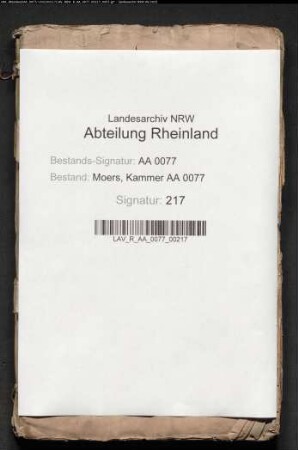 Landesarchiv NRW
Abteilung Rheinland
Bestands-Signatur: AA 0077
Bestand: Moers, Kammer AA 0077
Signatur: 217
LAV_R_AA_0077_00217